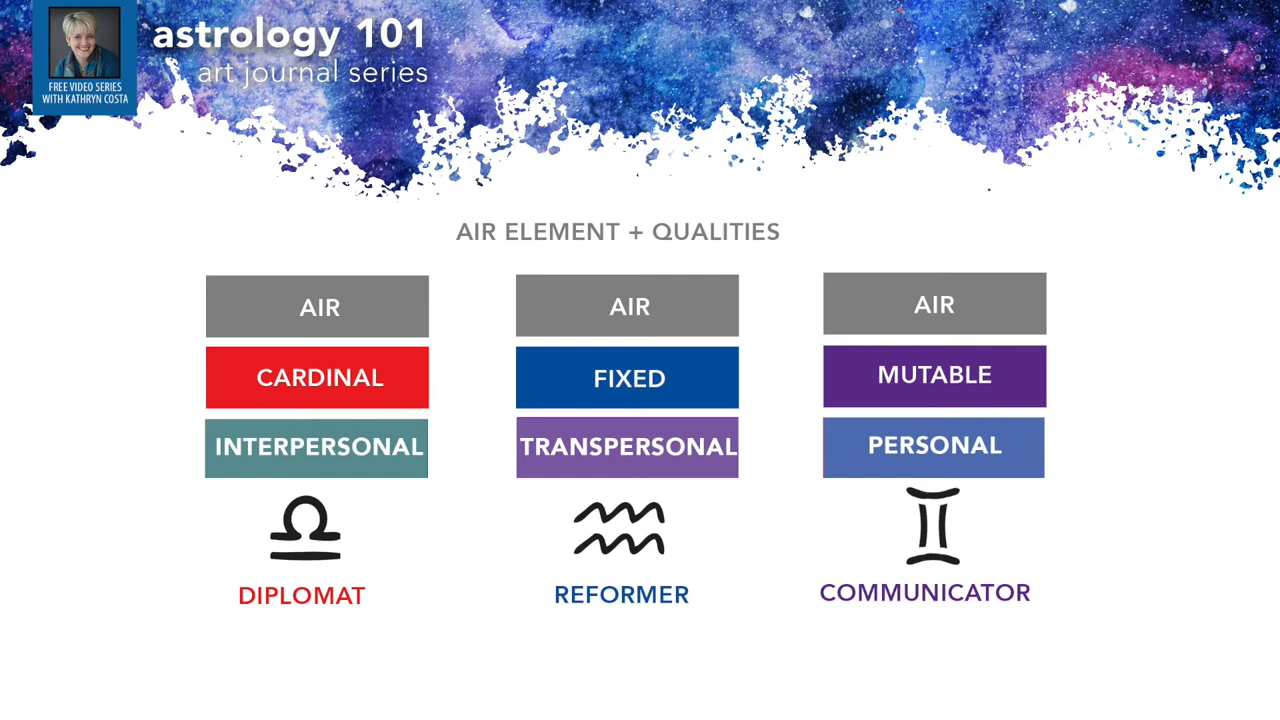 astrology 101
art journal series
FREE VIDEO SERIES
WITH KATHRYN COSTA
AIR ELEMENT + QUALITIES
AIR
CARDINAL
INTERPERSONAL
♎
DIPLOMAT
AIR
FIXED
TRANSPERSONAL
♒
REFORMER
AIR
MUTABLE
PERSONAL
♊
COMMUNICATOR